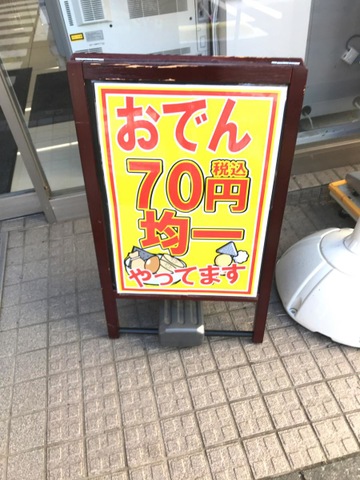 おでん
70円 税込
均一
やってます